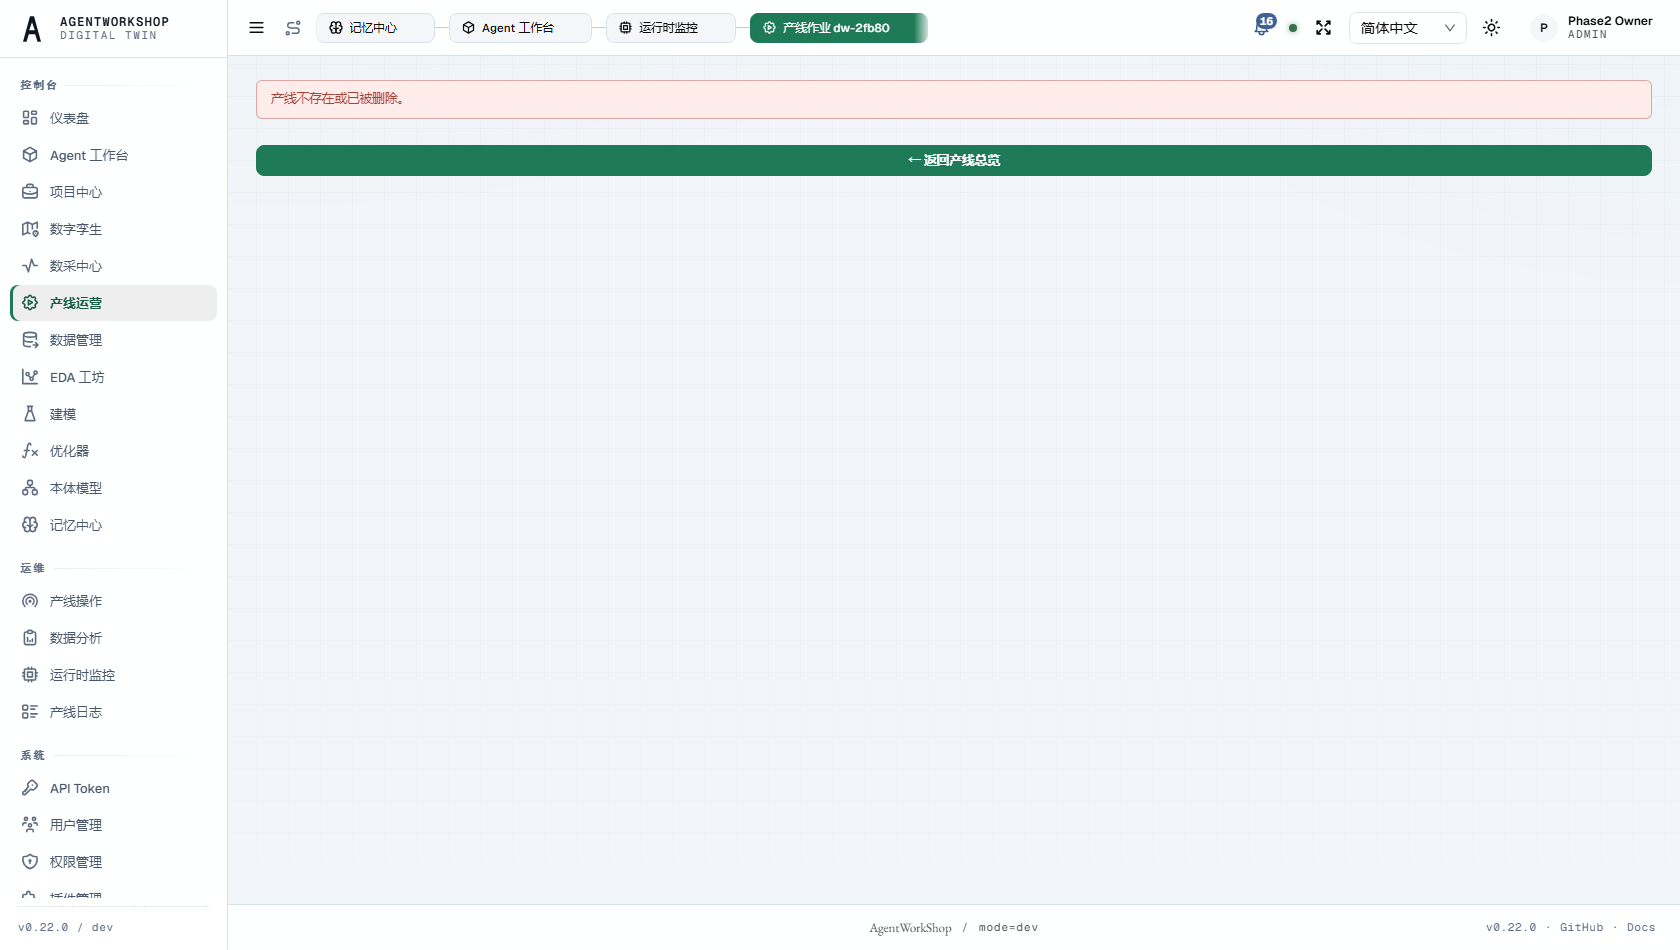 AGENTWORKSHOP
DIGITAL TWIN
记忆中心
Agent 工作台
运行时监控
产线作业 dw-2fb80
16
简体中文
P
Phase2 Owner
ADMIN
控制台
仪表盘
Agent 工作台
项目中心
数字孪生
数采中心
产线运营
数据管理
EDA 工坊
建模
优化器
本体模型
记忆中心
运维
产线操作
数据分析
运行时监控
产线日志
系统
API Token
用户管理
权限管理
插件管理
v0.22.0 / dev
产线不存在或已被删除。
←返回产线总览
AgentWorkShop / mode=dev
v0.22.0 · GitHub · Docs